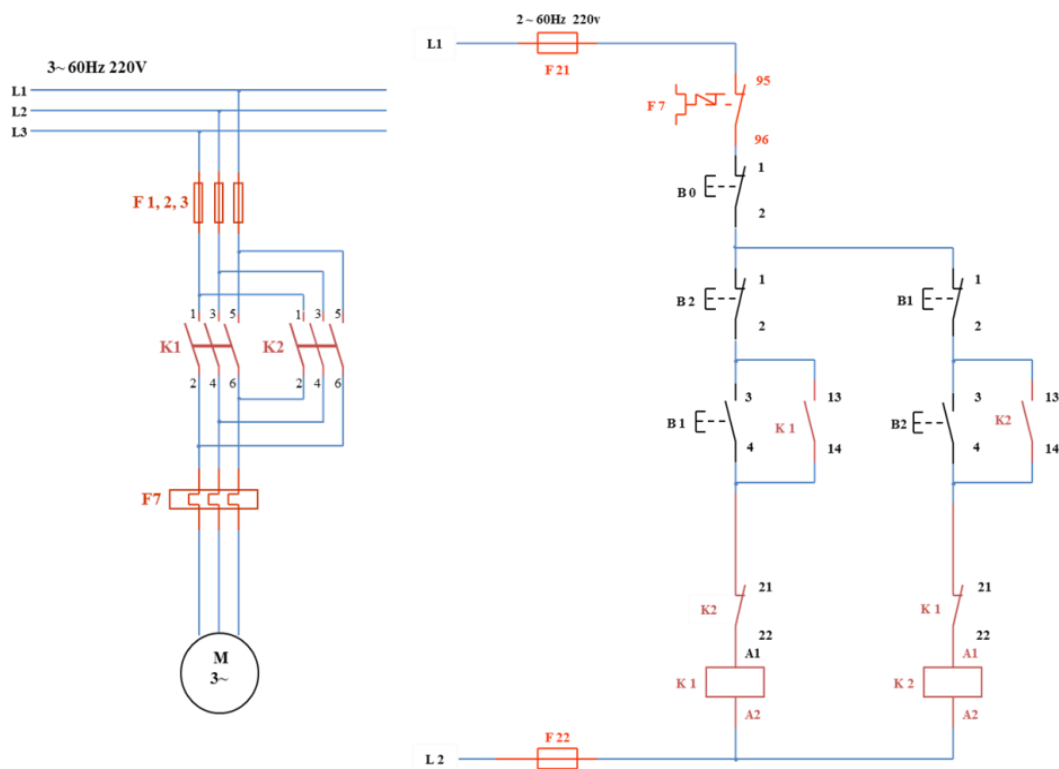 3~ 60Hz 220V
L1
L2
L3
F 1, 2, 3
1 3 5
1 3 5
K1
K2
2 4 6
2 4 6
F7
M
3~
2 ~ 60Hz 220v
L1
F 21
F 7
95
96
B 0
1
2
B 2
1
2
B1
1
2
B 1
3
4
K 1
13
14
B2
3
4
K2
13
14
K2
21
22
K 1
21
22
A1
K 1
A2
A1
K 2
A2
F 22
L 2